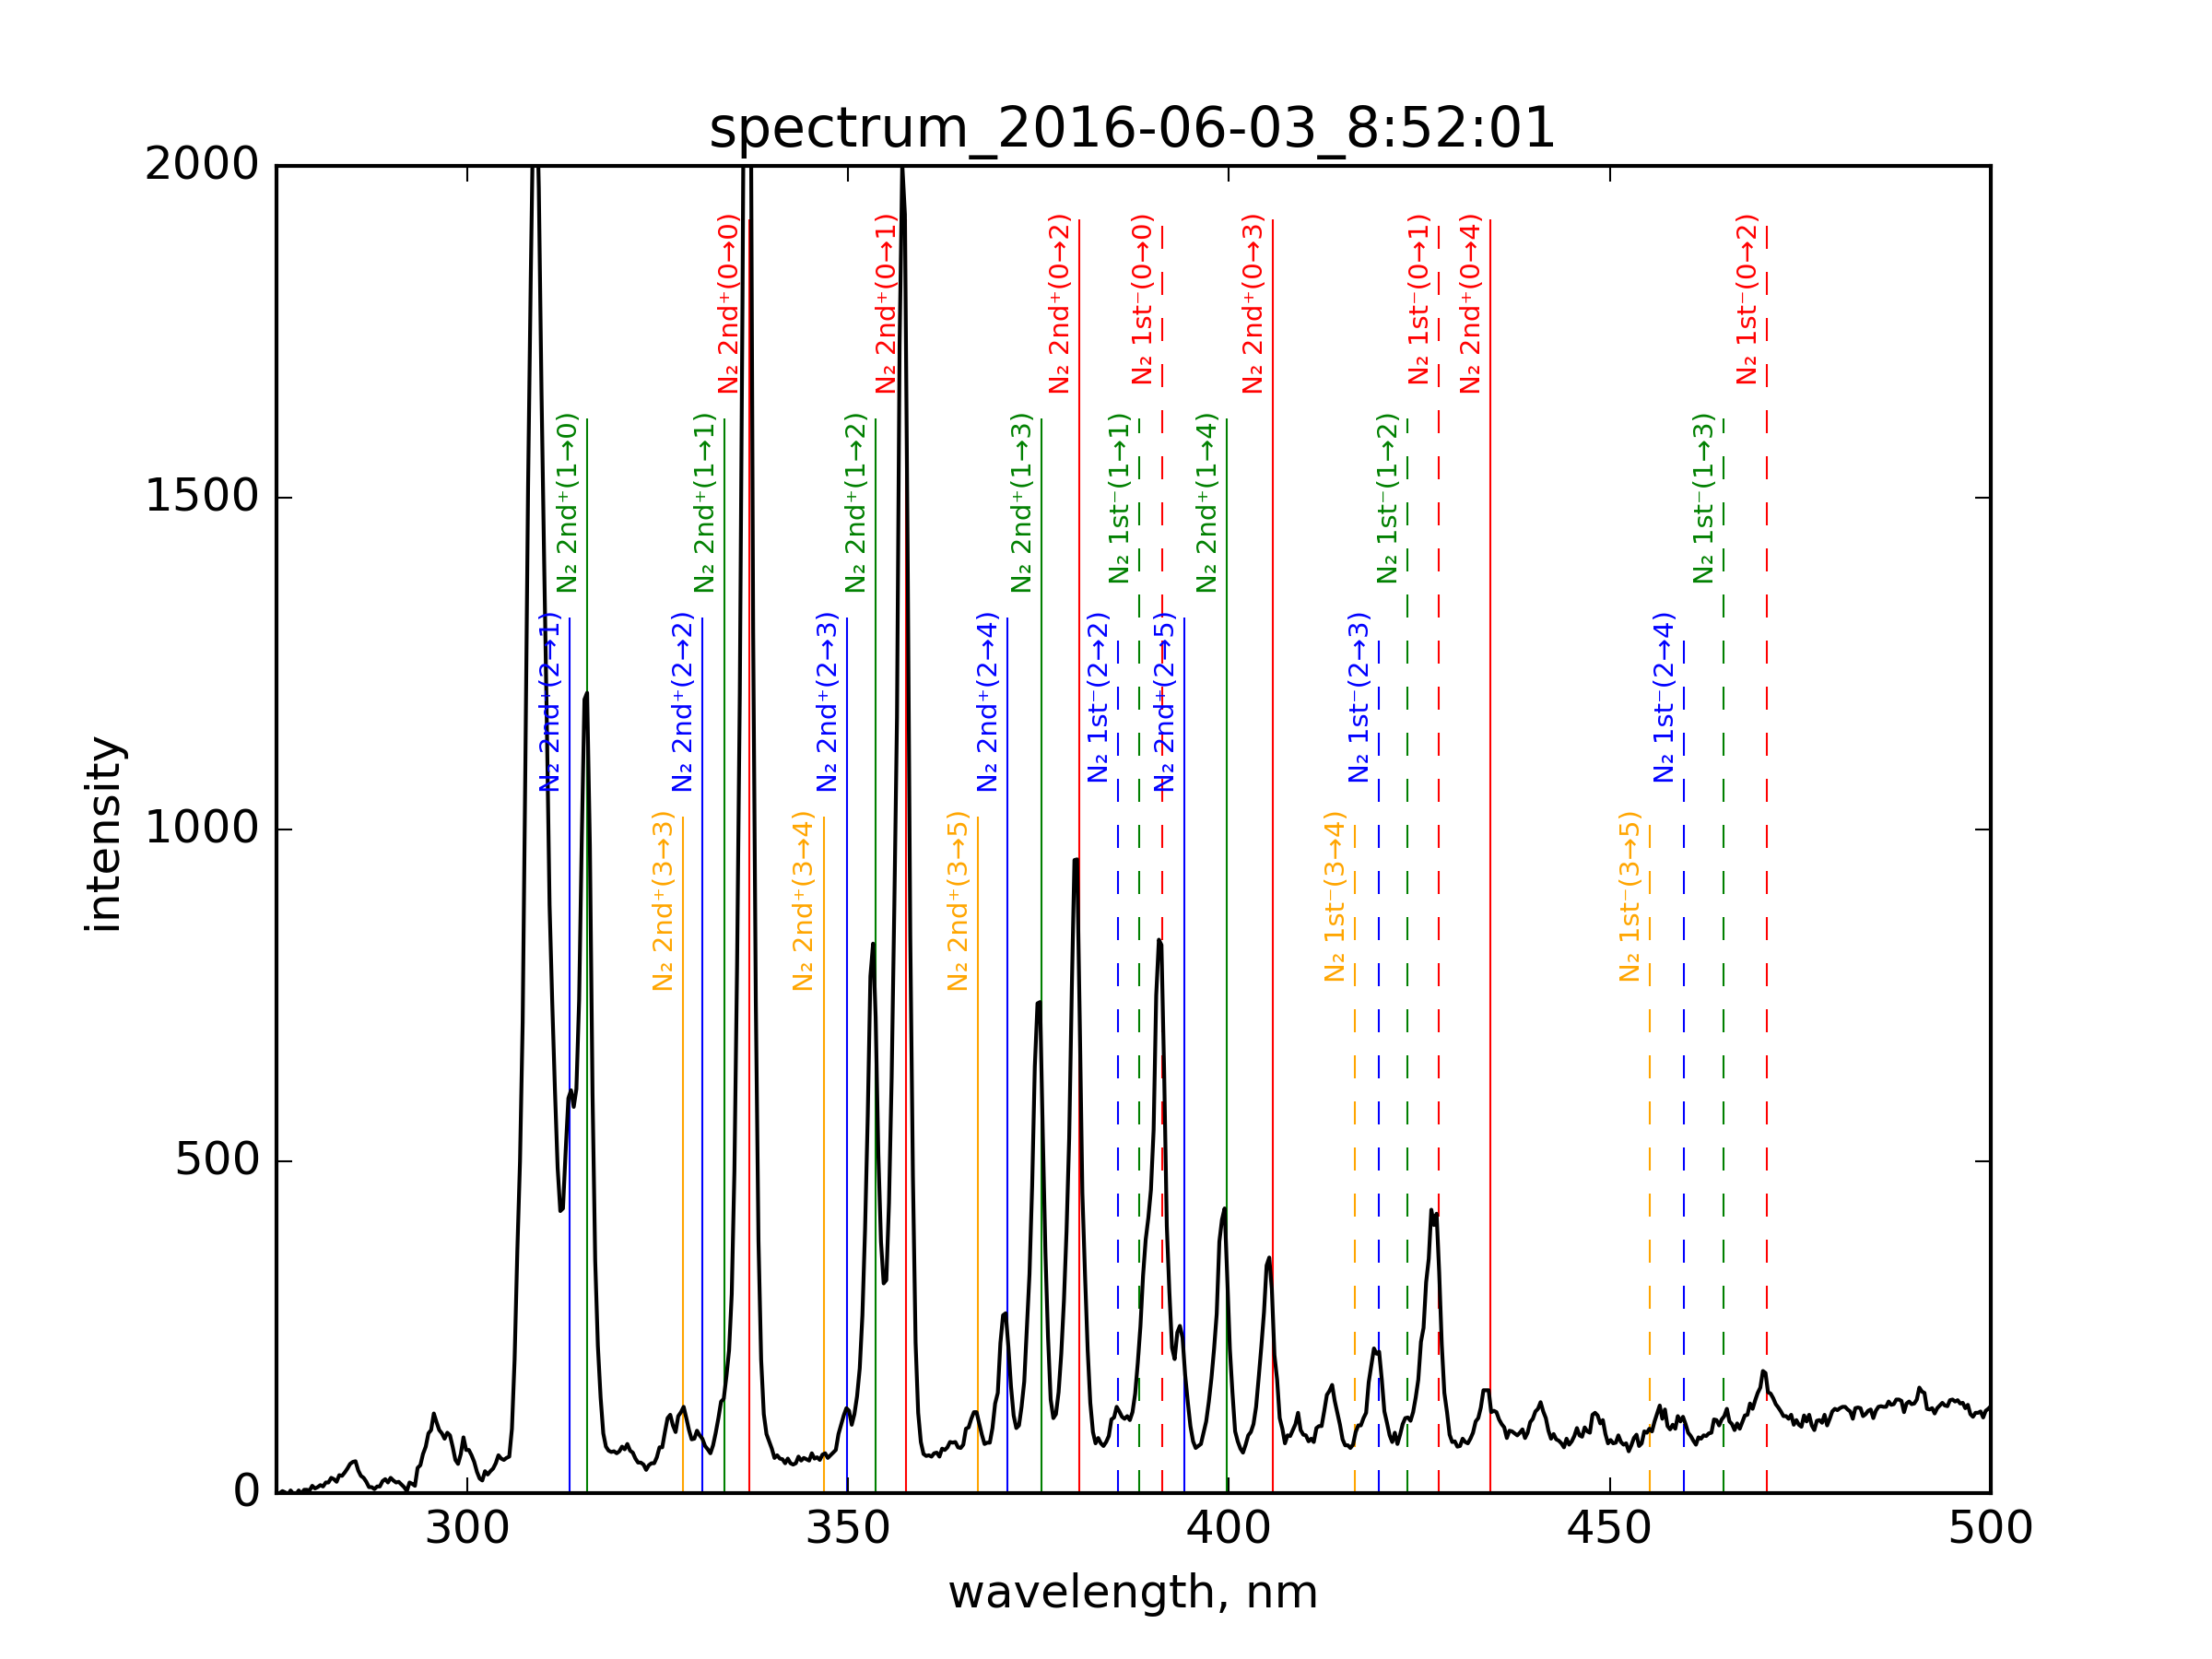 spectrum_2016-06-03_8:52:01
2000
1500
1000
500
0
intensity
N₂ 2nd⁺(0→0)
N₂ 2nd⁺(0→1)
N₂ 2nd⁺(0→2)
N₂ 1st⁻(0→0)
N₂ 2nd⁺(0→3)
N₂ 1st⁻(0→1)
N₂ 2nd⁺(0→4)
N₂ 1st⁻(0→2)
N₂ 2nd⁺(1→0)
N₂ 2nd⁺(1→1)
N₂ 2nd⁺(1→2)
N₂ 2nd⁺(1→3)
N₂ 1st⁻(1→1)
N₂ 2nd⁺(1→4)
N₂ 1st⁻(1→2)
N₂ 1st⁻(1→3)
N₂ 2nd⁺(2→1)
N₂ 2nd⁺(2→2)
N₂ 2nd⁺(2→3)
N₂ 2nd⁺(2→4)
N₂ 1st⁻(2→2)
N₂ 2nd⁺(2→5)
N₂ 1st⁻(2→3)
N₂ 1st⁻(2→4)
N₂ 2nd⁺(3→3)
N₂ 2nd⁺(3→4)
N₂ 2nd⁺(3→5)
N₂ 1st⁻(3→4)
N₂ 1st⁻(3→5)
300 350 400 450 500
wavelength, nm